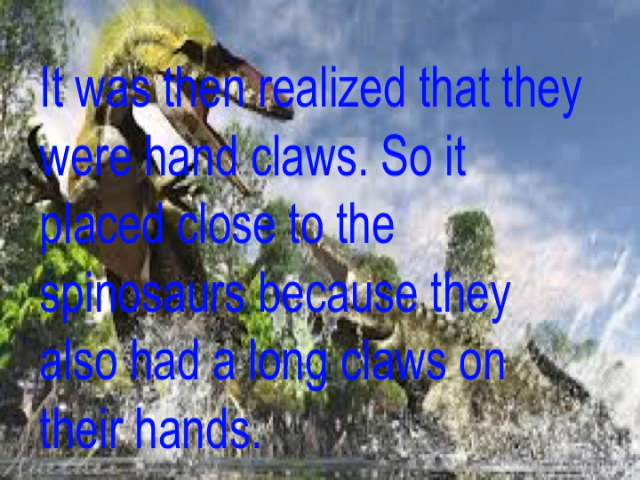 It was then realized that they
were hand claws. So it
placed close to the
spinosaurs because they
also had a long claws on
their hands.